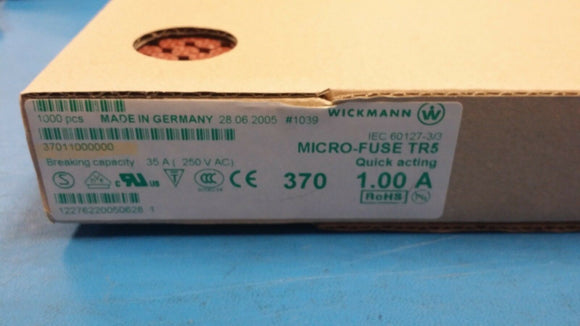 1000 pcs MADE IN GERMANY 28.06.2005 #1039
WICKMANN W
IEC 60127-3/3
37011000000
MICRO-FUSE TR5
Breaking capacity 35 A ( 250 V AC)
Quick acting
370 1.00 A
RoHS
12276220050628 1